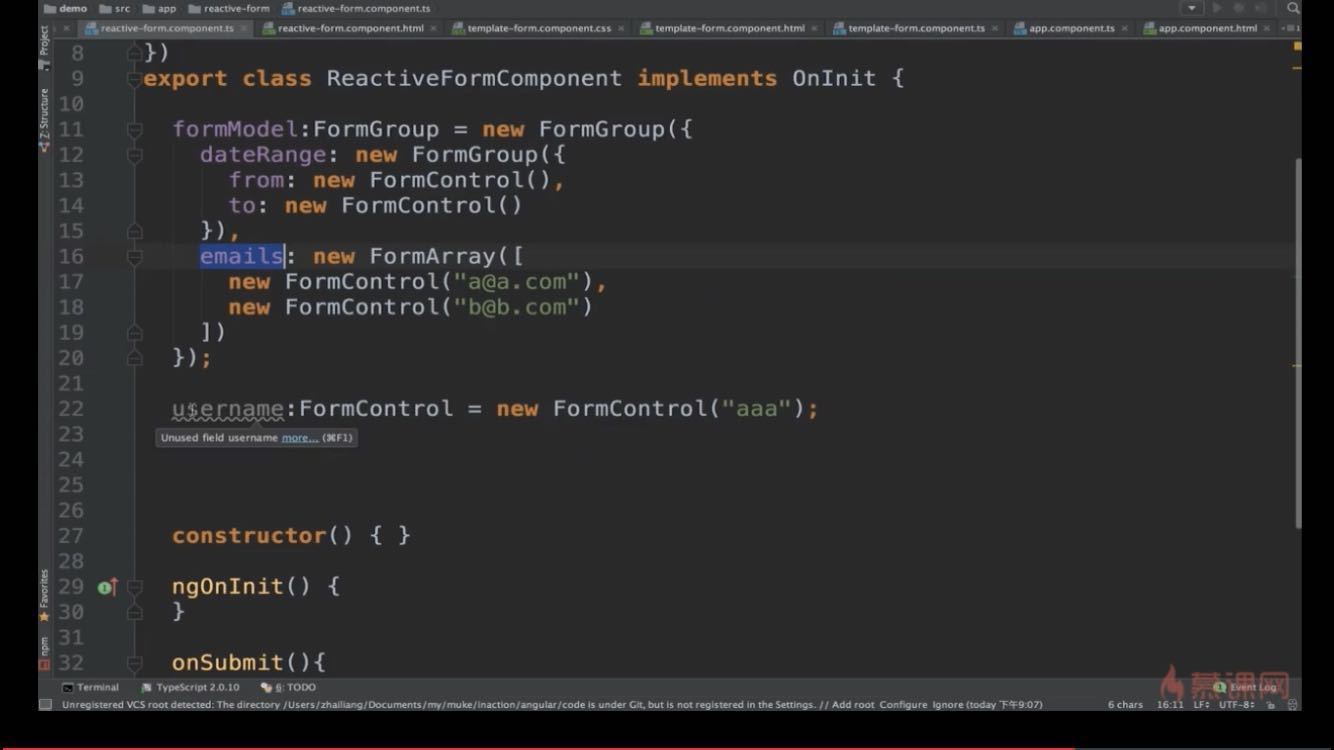 demo src app reactive-form reactive-form.component.ts
reactive-form.component.ts reactive-form.component.html template-form.component.css template-form.component.html template-form.component.ts app.component.ts app.component.html
Project
Z: Structure
Favorites
npm
8 })
9 export class ReactiveFormComponent implements OnInit {
10
11 formModel:FormGroup = new FormGroup({
12 dateRange: new FormGroup({
13 from: new FormControl(),
14 to: new FormControl()
15 }),
16 emails: new FormArray([
17 new FormControl("a@a.com"),
18 new FormControl("b@b.com")
19 ])
20 });
21
22 username:FormControl = new FormControl("aaa");
23
Unused field username more... (⌘F1)
24
25
26
27 constructor() { }
28
29 ngOnInit() {
30 }
31
32 onSubmit(){
慕课网
Terminal TypeScript 2.0.10 6: TODO Event Log
Unregistered VCS root detected: The directory /Users/zhailiang/Documents/my/muke/inaction/angular/code is under Git, but is not registered in the Settings. // Add root Configure Ignore (today 下午9:07) 6 chars 16:11 LF÷ UTF-8÷